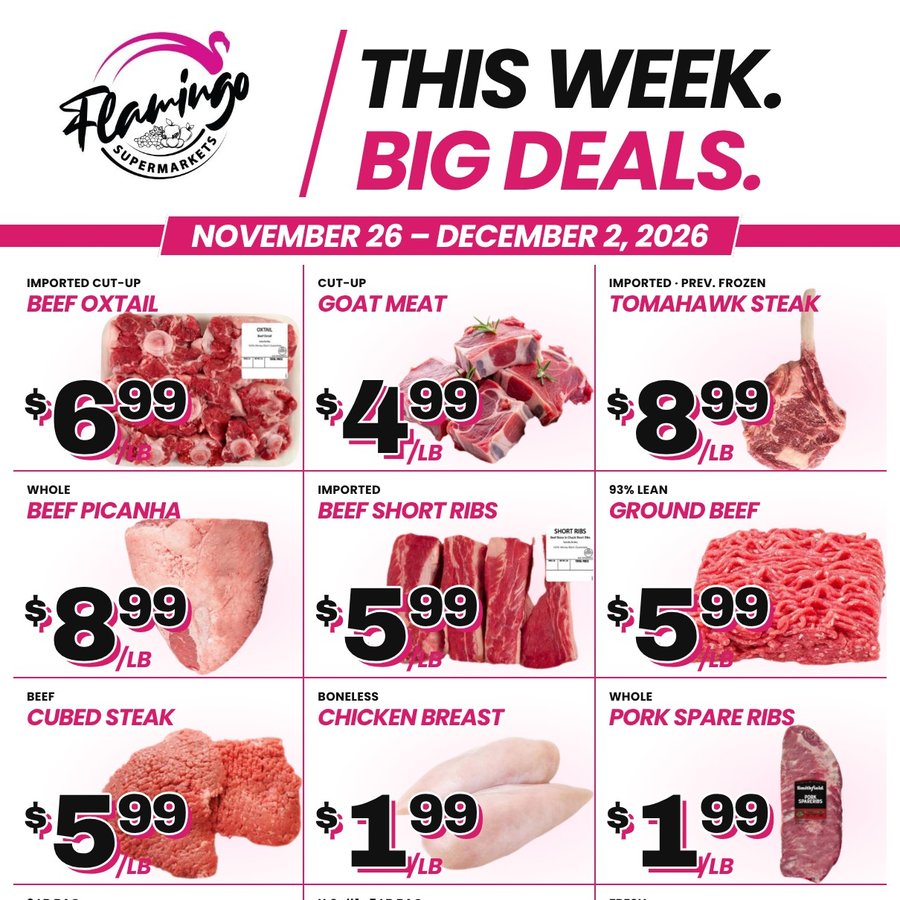 Flamingo
SUPERMARKETS
THIS WEEK.
BIG DEALS.
NOVEMBER 26 – DECEMBER 2, 2026
IMPORTED CUT-UP
BEEF OXTAIL
OXTAIL
$6.99
/LB
CUT-UP
GOAT MEAT
$4.99
/LB
IMPORTED · PREV. FROZEN
TOMAHAWK STEAK
$8.99
/LB
WHOLE
BEEF PICANHA
$8.99
/LB
IMPORTED
BEEF SHORT RIBS
SHORT RIBS
$5.99
/LB
93% LEAN
GROUND BEEF
$5.99
/LB
BEEF
CUBED STEAK
$5.99
/LB
BONELESS
CHICKEN BREAST
$1.99
/LB
WHOLE
PORK SPARE RIBS
Smithfield
PORK
SPARERIBS
$1.99
/LB